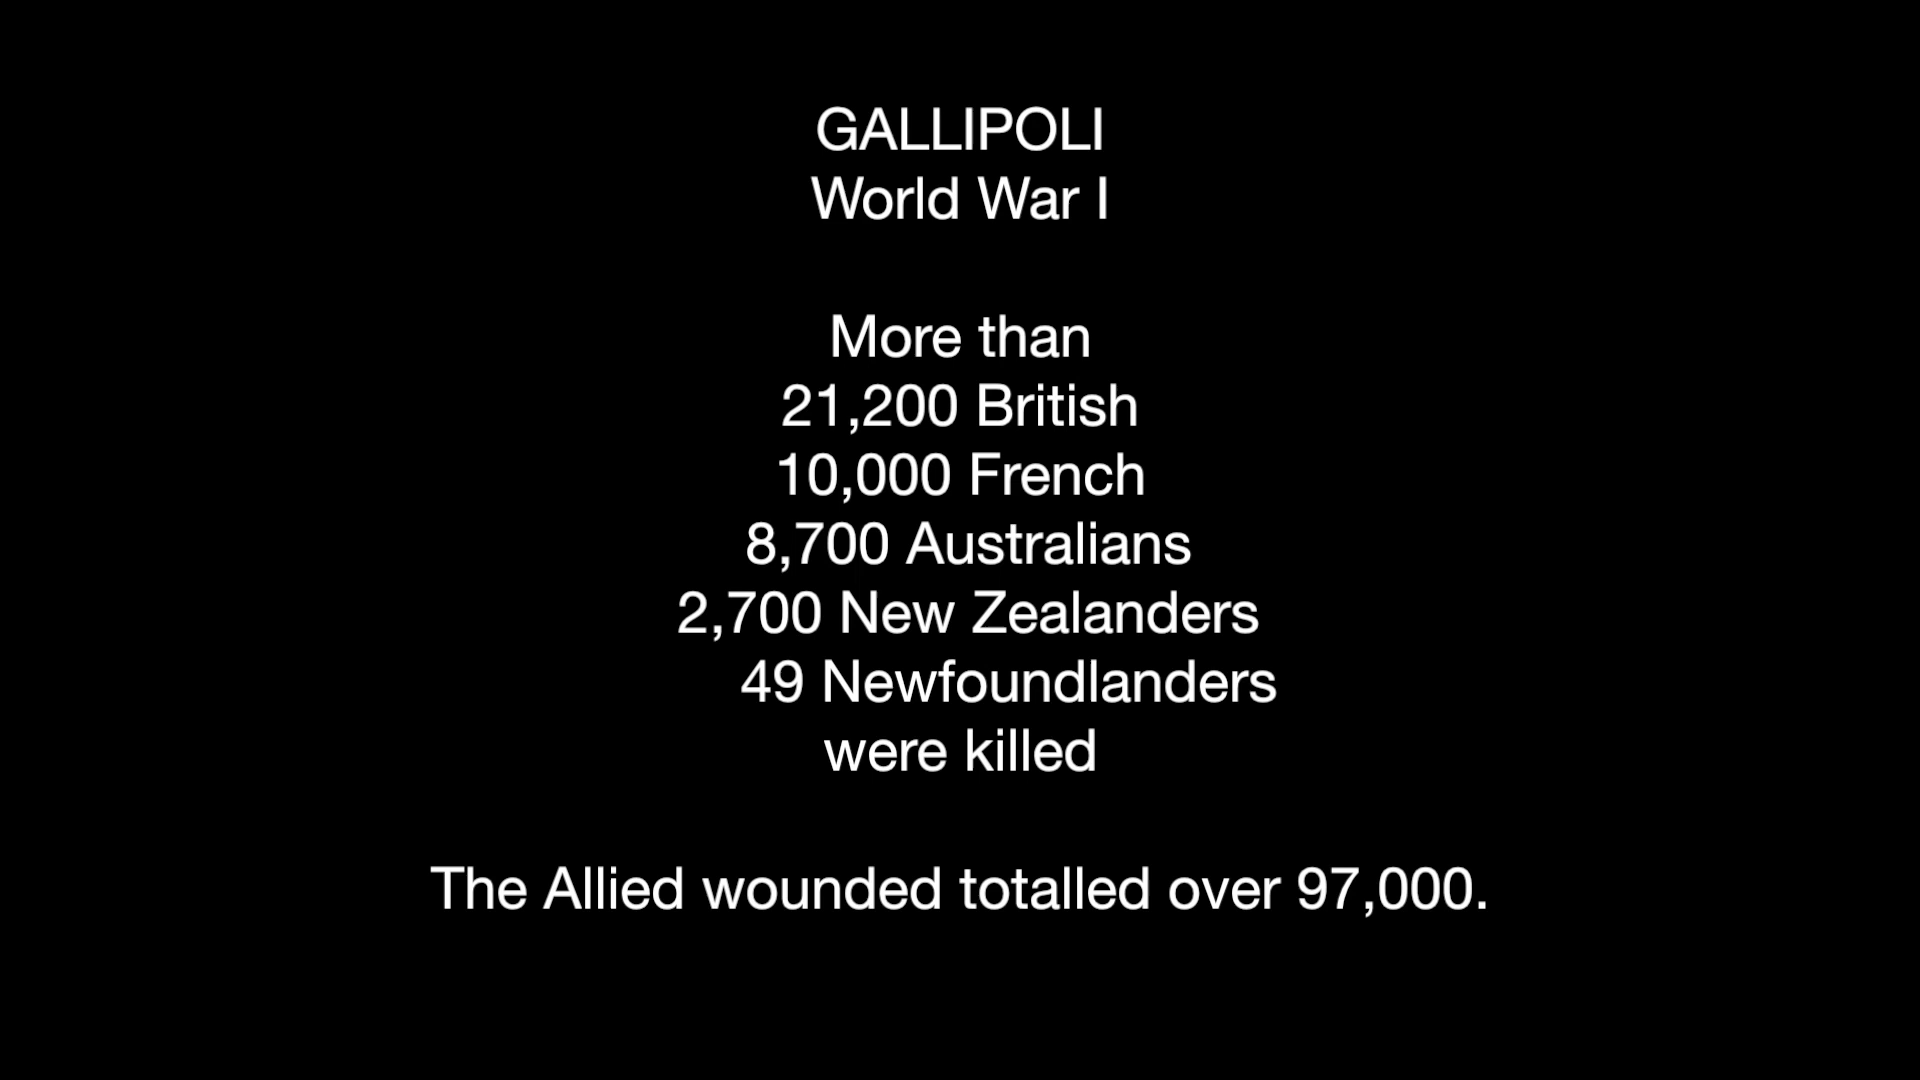 GALLIPOLI
World War I
More than
21,200 British
10,000 French
8,700 Australians
2,700 New Zealanders
49 Newfoundlanders
were killed
The Allied wounded totalled over 97,000.